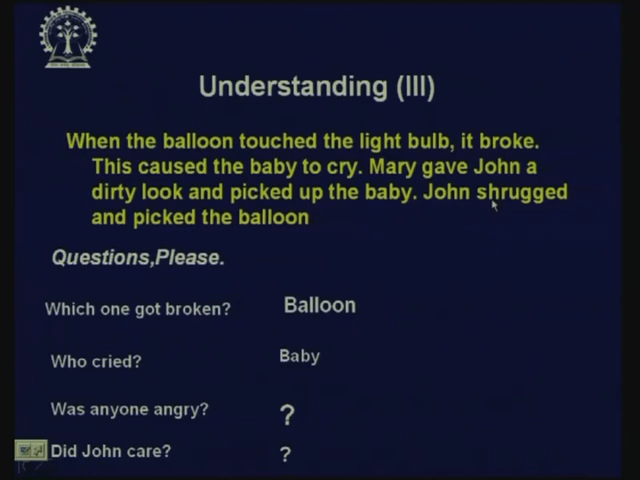 Understanding (III)
When the balloon touched the light bulb, it broke.
This caused the baby to cry. Mary gave John a
dirty look and picked up the baby. John shrugged
and picked the balloon
Questions,Please.
Which one got broken? Balloon
Who cried? Baby
Was anyone angry? ?
Did John care? ?